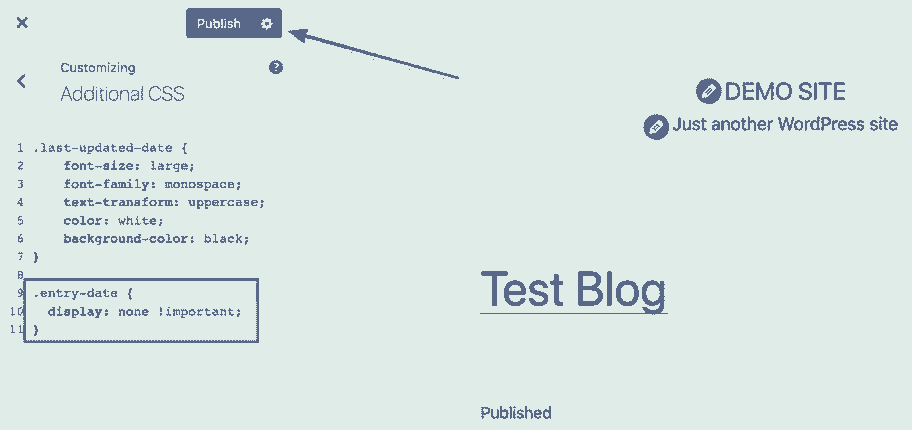 Publish
Customizing
Additional CSS
1 .last-updated-date {
2 font-size: large;
3 font-family: monospace;
4 text-transform: uppercase;
5 color: white;
6 background-color: black;
7 }
8
9 .entry-date {
10 display: none !important;
11 }
DEMO SITE
Just another WordPress site
Test Blog
Published